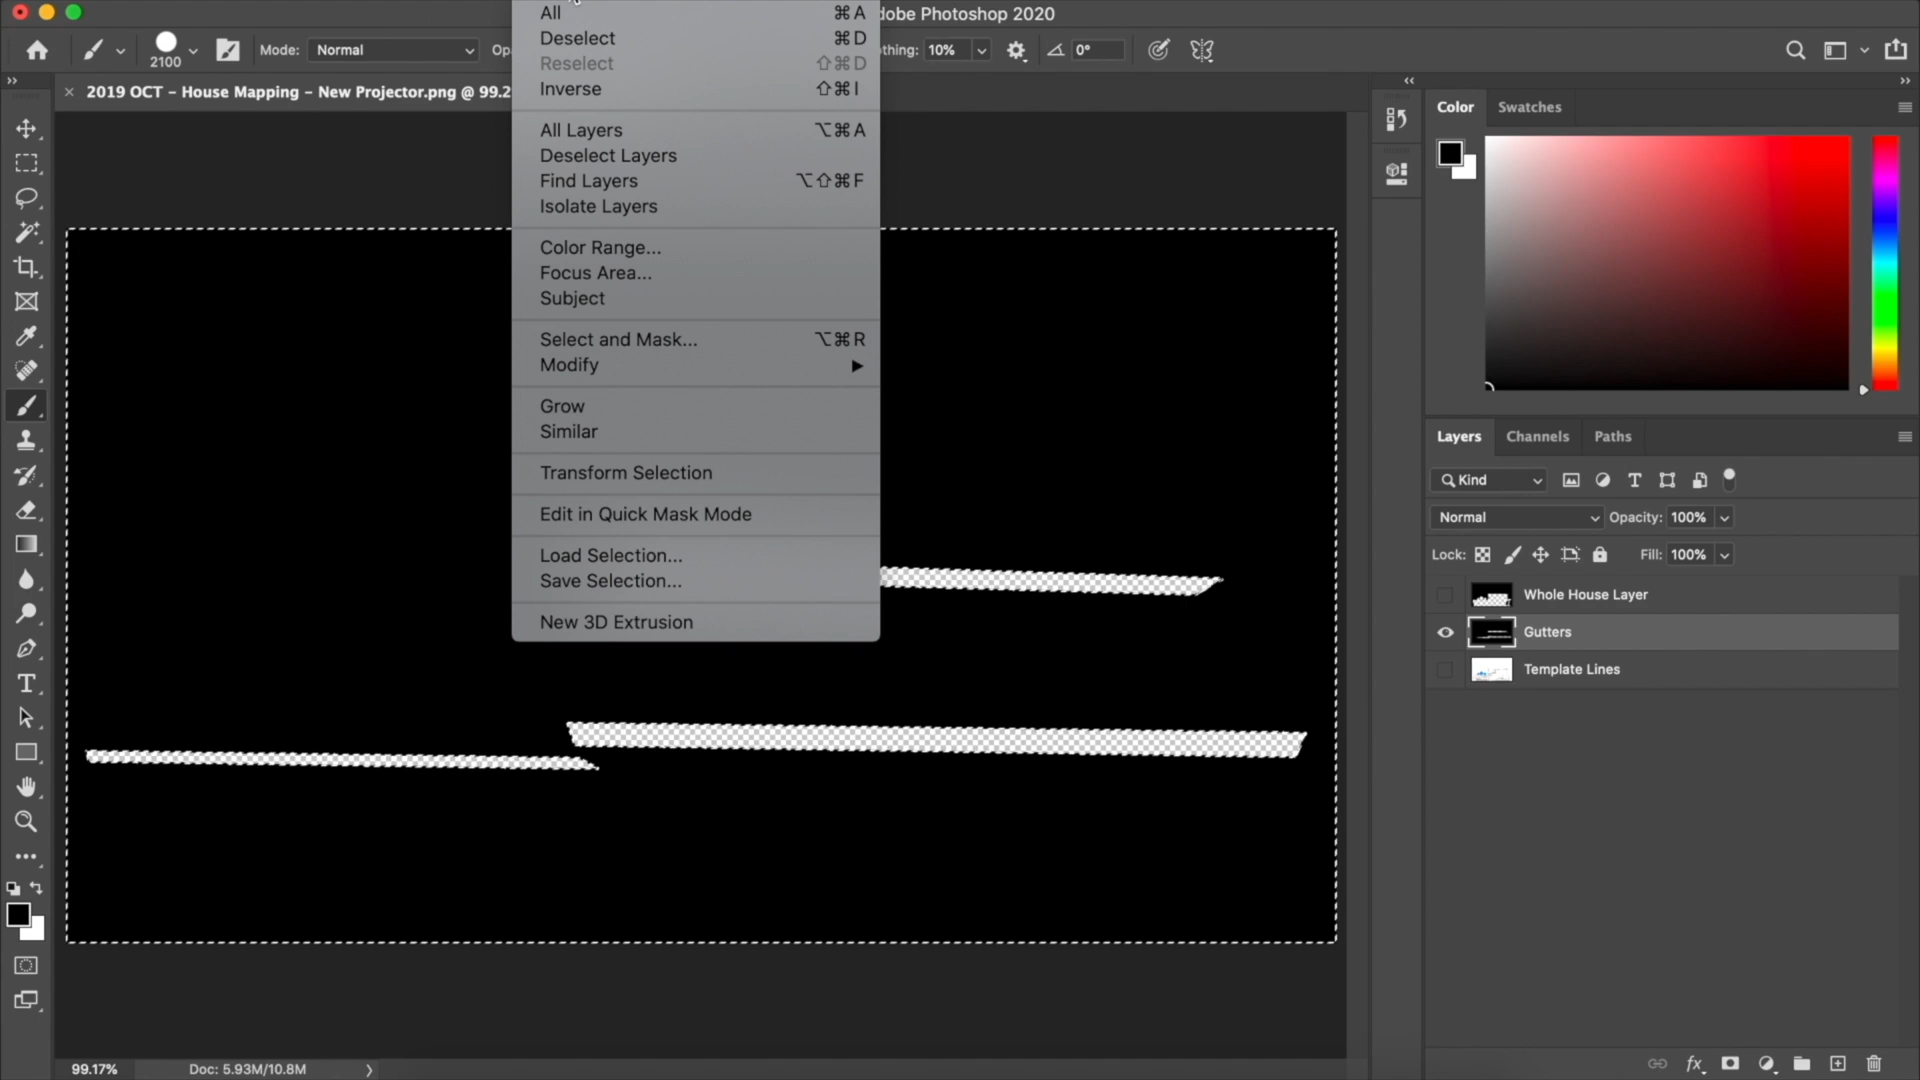 All ⌘A
dobe Photoshop 2020
Deselect ⌘D
2100
Mode: Normal
Op
thing: 10%
0°
Reselect ⇧⌘D
Inverse ⇧⌘I
2019 OCT – House Mapping – New Projector.png @ 99.2
Color Swatches
All Layers ⌥⌘A
Deselect Layers
Find Layers ⌥⇧⌘F
Isolate Layers
Color Range...
Focus Area...
Subject
Select and Mask... ⌥⌘R
Modify
Grow
Similar
Transform Selection
Edit in Quick Mask Mode
Load Selection...
Save Selection...
New 3D Extrusion
Layers Channels Paths
Kind
Normal Opacity: 100%
Lock: Fill: 100%
Whole House Layer
Gutters
Template Lines
99.17% Doc: 5.93M/10.8M
fx